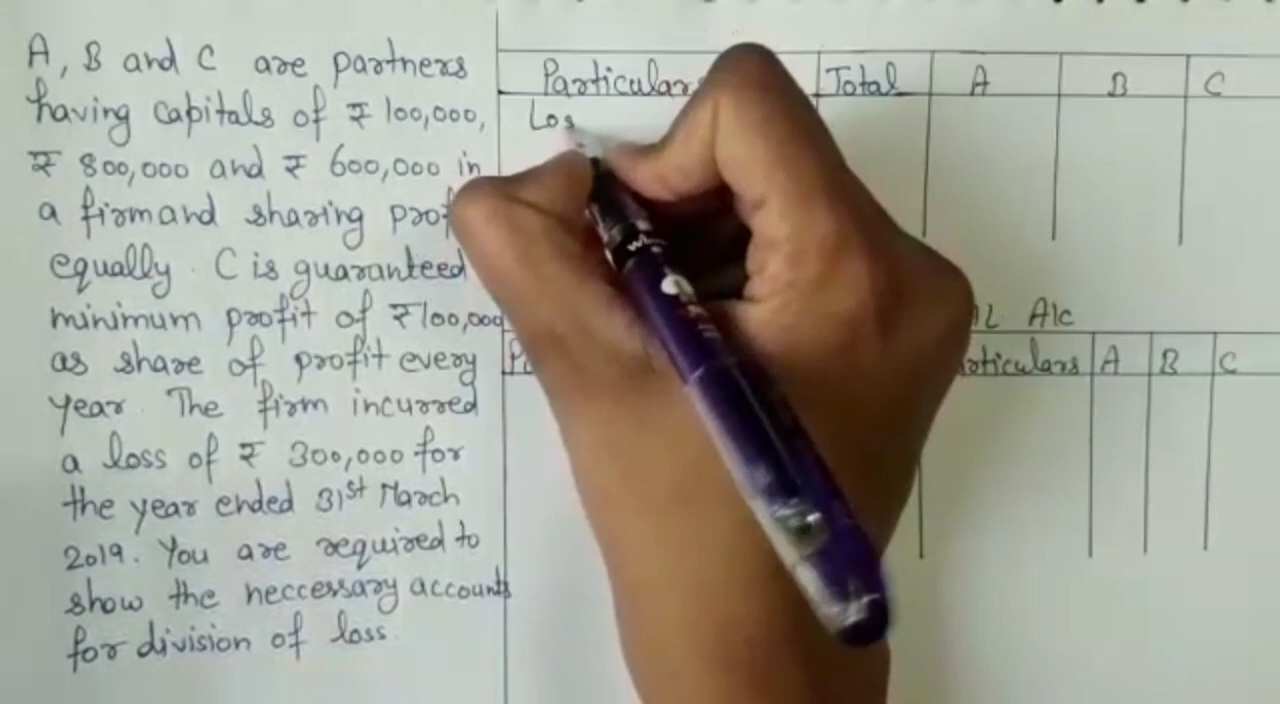 A, B and C are partners
having capitals of ₹ 100,000,
₹ 800,000 and ₹ 600,000 in
a firm and sharing prof
equally. C is guaranteed
minimum profit of ₹100,000
as share of profit every
year. The firm incurred
a loss of ₹ 300,000 for
the year ended 31st March
2019. You are required to
show the neccessary accounts
for division of loss.
Particulars Total A B C
Los
A/c
articulars A B C